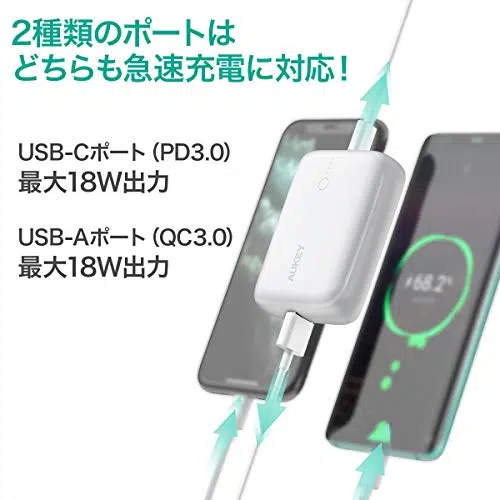 2種類のポートは
どちらも急速充電に対応！
USB-Cポート（PD3.0）
最大18W出力
USB-Aポート（QC3.0）
最大18W出力
AUKEY
68.2%